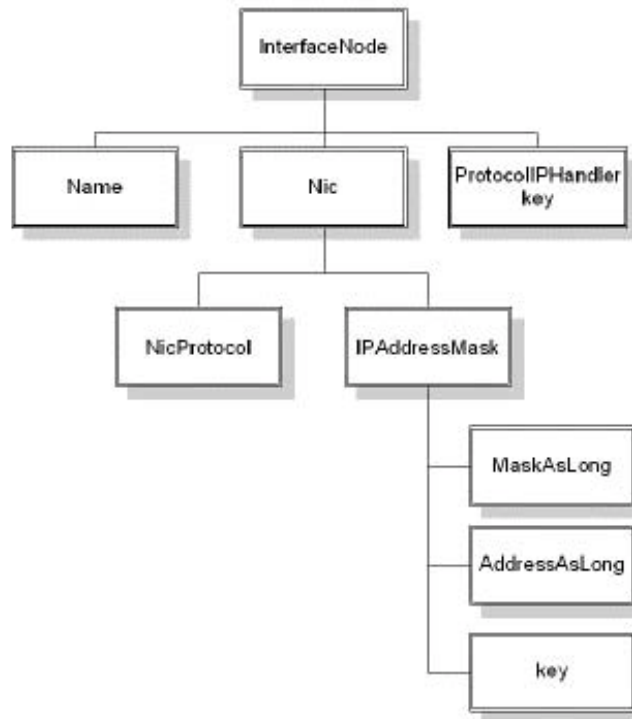 InterfaceNode
Name
Nic
ProtocolIPHandler
key
NicProtocol
IPAddressMask
MaskAsLong
AddressAsLong
key